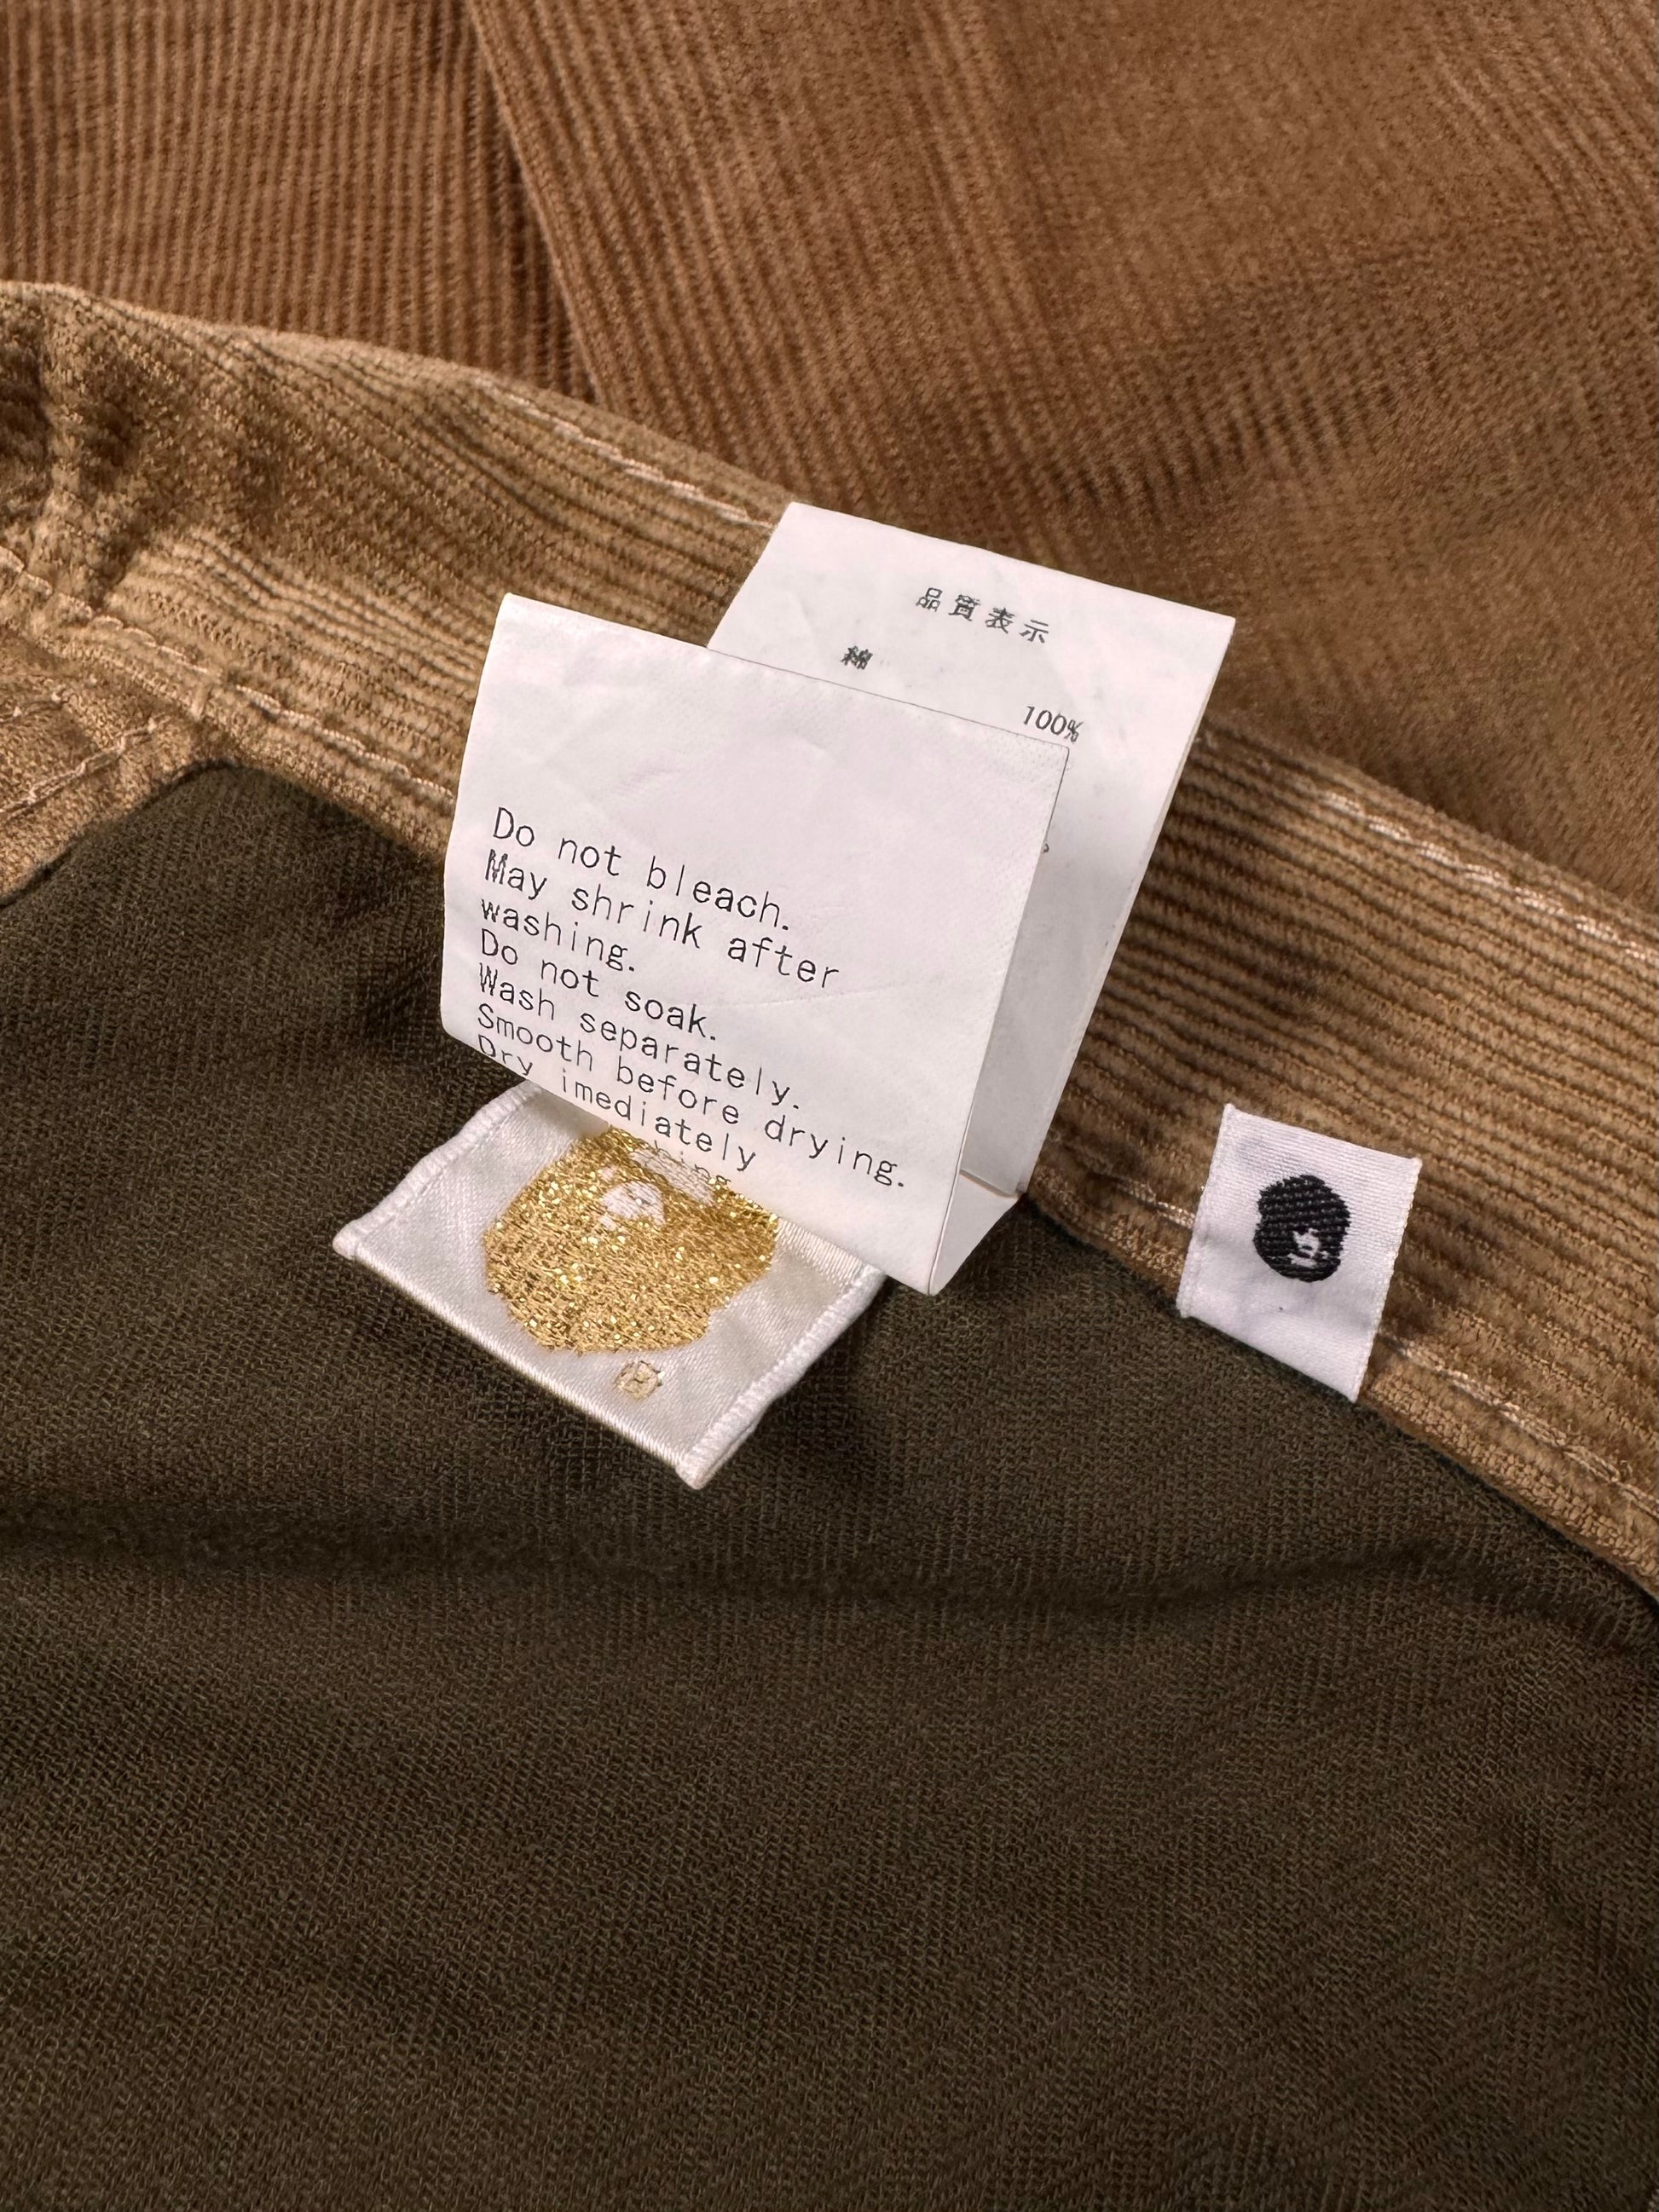 品質表示
綿
100%
Do not bleach.
May shrink after
washing.
Do not soak.
Wash separately.
Smooth before drying.
Dry imediately